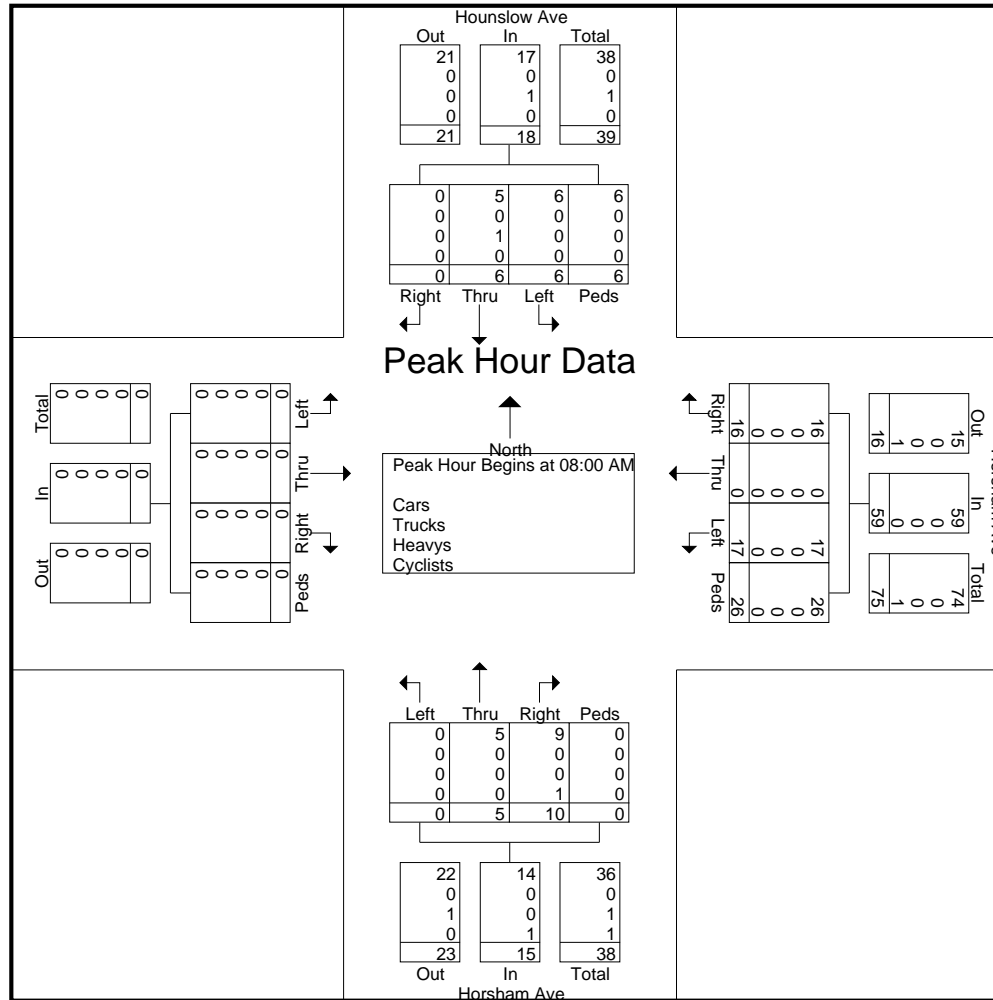 Hounslow Ave
Out In Total
21 17 38
0 0 0
0 1 1
0 0 0
21 18 39
0 5 6 6
0 0 0 0
0 1 0 0
0 0 0 0
0 6 6 6
Right Thru Left Peds
Peak Hour Data
North
Peak Hour Begins at 08:00 AM
Cars
Trucks
Heavys
Cyclists
Total
0 0 0 0 0
In
0 0 0 0 0
Out
0 0 0 0 0
Left
0 0 0 0 0
Thru
0 0 0 0 0
Right
0 0 0 0 0
Peds
0 0 0 0 0
Right
16 0 0 0 16
Thru
0 0 0 0 0
Left
17 0 0 0 17
Peds
26 0 0 0 26
Out
15 0 0 1 16
In
59 0 0 0 59
Total
74 0 0 1 75
Left Thru Right Peds
0 5 9 0
0 0 0 0
0 0 0 0
0 0 1 0
0 5 10 0
22 14 36
0 0 0
1 0 1
0 1 1
23 15 38
Out In Total
Horsham Ave